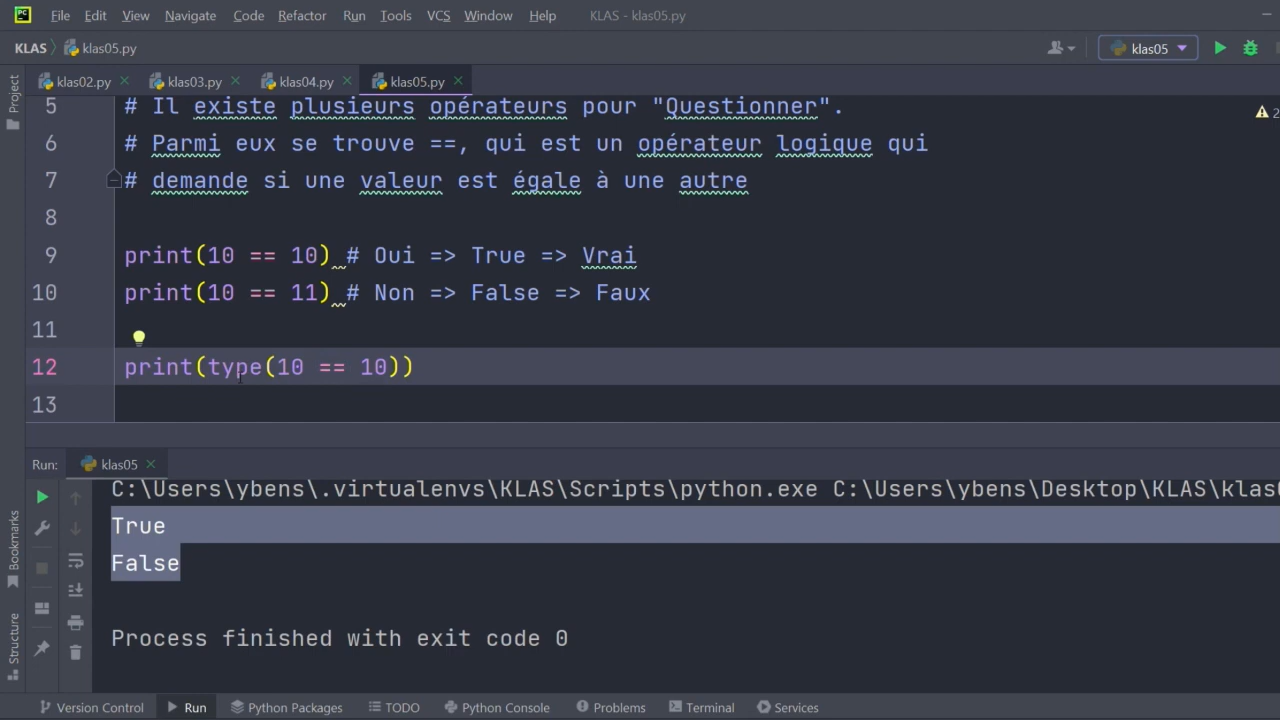 File Edit View Navigate Code Refactor Run Tools VCS Window Help KLAS - klas05.py
KLAS klas05.py klas05
Project
klas02.py klas03.py klas04.py klas05.py
5 # Il existe plusieurs opérateurs pour "Questionner". 2
6 # Parmi eux se trouve ==, qui est un opérateur logique qui
7 # demande si une valeur est égale à une autre
8
9 print(10 == 10) # Oui => True => Vrai
10 print(10 == 11) # Non => False => Faux
11
12 print(type(10 == 10))
13
Run: klas05
C:\Users\ybens\.virtualenvs\KLAS\Scripts\python.exe C:\Users\ybens\Desktop\KLAS\klas0
True
False
Process finished with exit code 0
Bookmarks
Structure
Version Control Run Python Packages TODO Python Console Problems Terminal Services